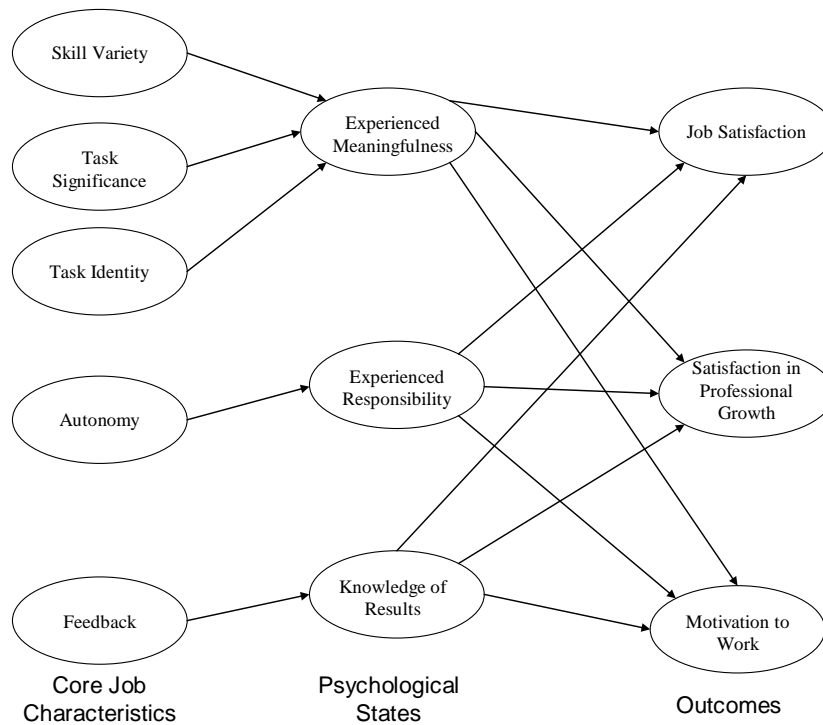 Skill Variety
Task
Significance
Task Identity
Autonomy
Feedback
Core Job
Characteristics
Experienced
Meaningfulness
Experienced
Responsibility
Knowledge of
Results
Psychological
States
Job Satisfaction
Satisfaction in
Professional
Growth
Motivation to
Work
Outcomes